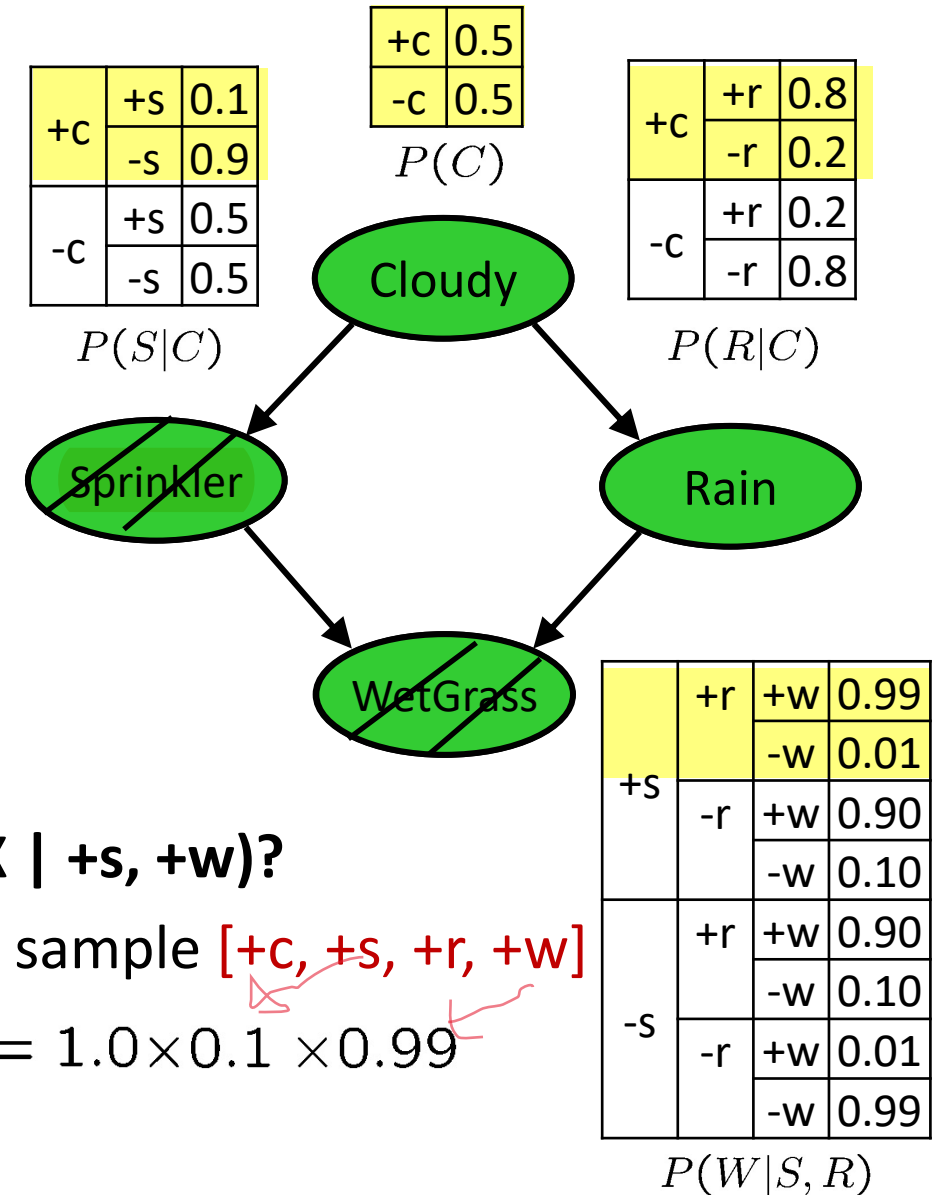 +c 0.5
-c 0.5
P(C)
+c +s 0.1
-s 0.9
-c +s 0.5
-s 0.5
P(S|C)
+c +r 0.8
-r 0.2
-c +r 0.2
-r 0.8
P(R|C)
Cloudy
Sprinkler
Rain
WetGrass
+s +r +w 0.99
-w 0.01
-r +w 0.90
-w 0.10
-s +r +w 0.90
-w 0.10
-r +w 0.01
-w 0.99
P(W|S, R)
| +s, +w)?
sample [+c, +s, +r, +w]
= 1.0×0.1 ×0.99